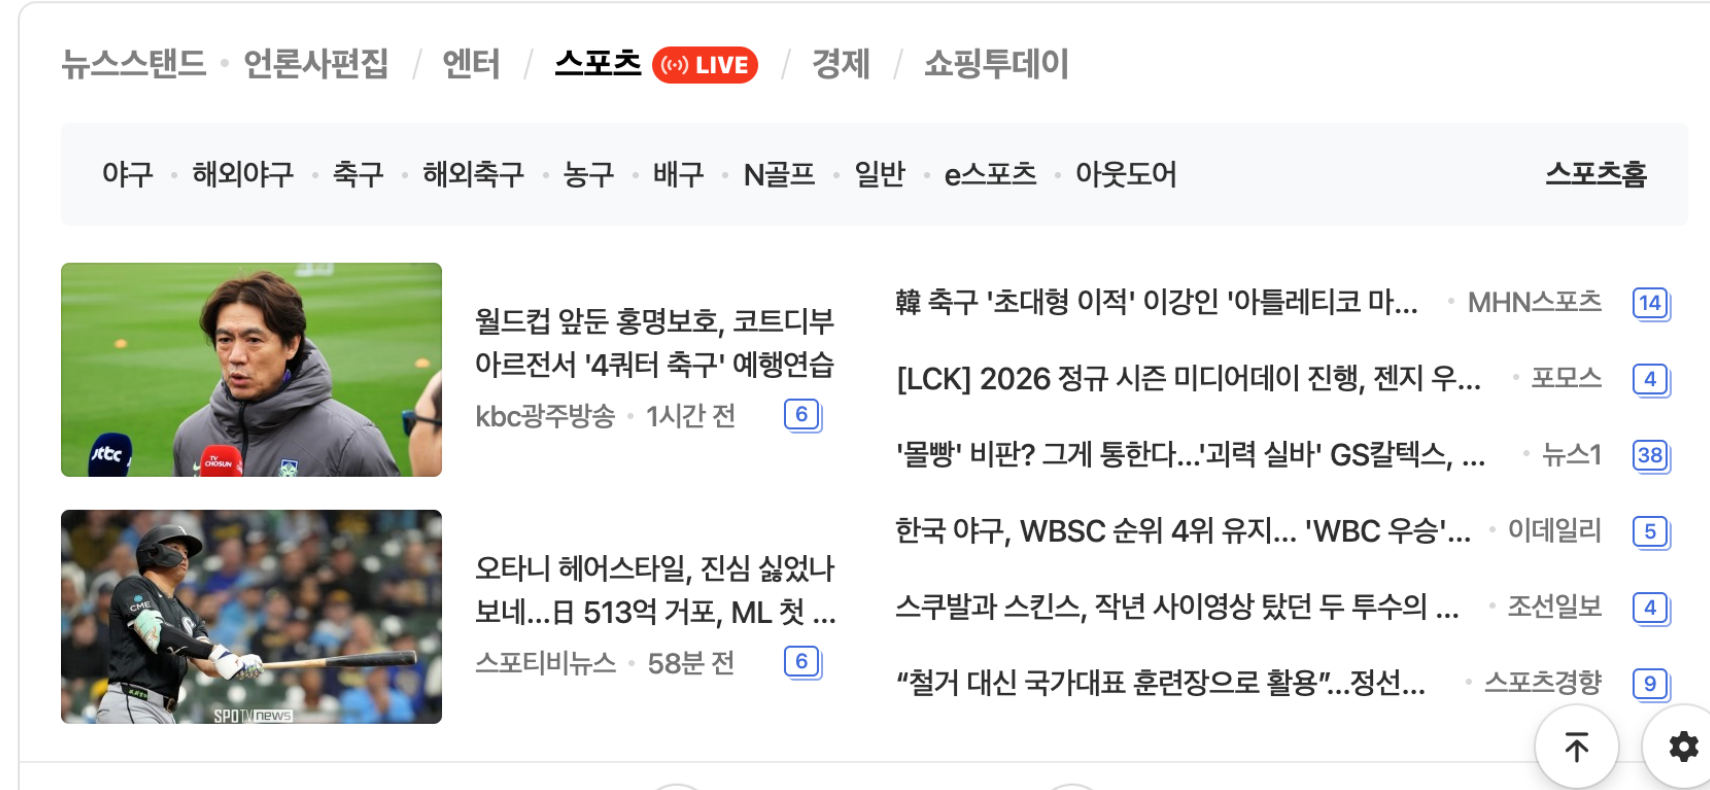 뉴스스탠드 · 언론사편집 / 엔터 / 스포츠 LIVE / 경제 / 쇼핑투데이
야구 · 해외야구 · 축구 · 해외축구 · 농구 · 배구 · N골프 · 일반 · e스포츠 · 아웃도어 스포츠홈
jtbc
TV CHOSUN
월드컵 앞둔 홍명보호, 코트디부
아르전서 '4쿼터 축구' 예행연습
kbc광주방송 · 1시간 전 6
CME
SPOTV news
오타니 헤어스타일, 진심 싫었나
보네...日 513억 거포, ML 첫 ...
스포티비뉴스 · 58분 전 6
韓 축구 '초대형 이적' 이강인 '아틀레티코 마... · MHN스포츠 14
[LCK] 2026 정규 시즌 미디어데이 진행, 젠지 우... · 포모스 4
'몰빵' 비판? 그게 통한다...'괴력 실바' GS칼텍스, ... · 뉴스1 38
한국 야구, WBSC 순위 4위 유지... 'WBC 우승'... · 이데일리 5
스쿠발과 스킨스, 작년 사이영상 탔던 두 투수의 ... · 조선일보 4
“철거 대신 국가대표 훈련장으로 활용”...정선... · 스포츠경향 9